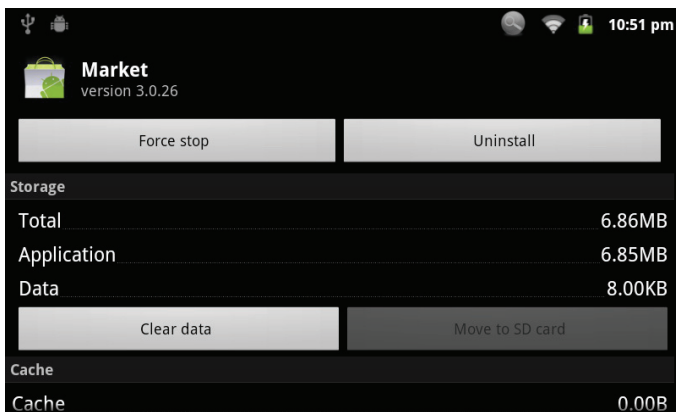 10:51 pm
Market
version 3.0.26
Force stop
Uninstall
Storage
Total 6.86MB
Application 6.85MB
Data 8.00KB
Clear data
Move to SD card
Cache
Cache 0.00B